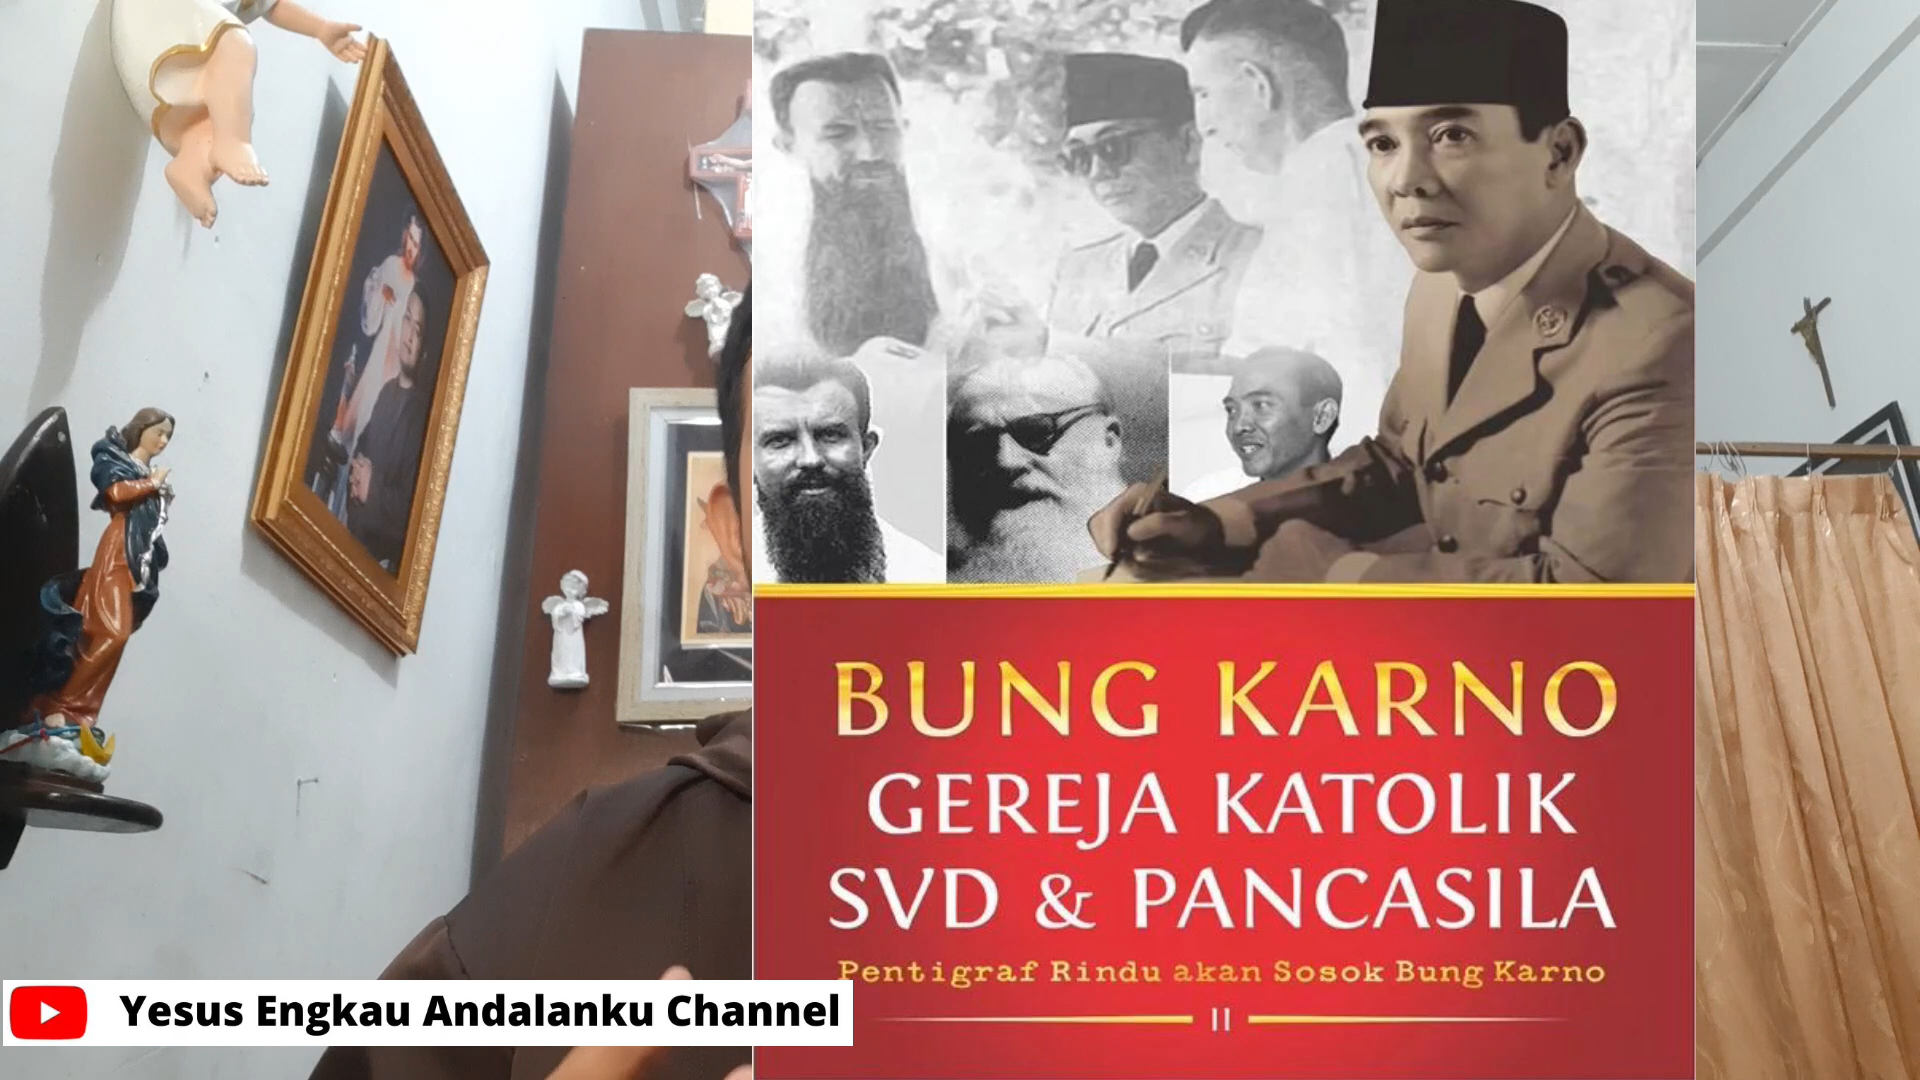 BUNG KARNO
GEREJA KATOLIK
SVD & PANCASILA
Pentigraf Rindu akan Sosok Bung Karno
II
Yesus Engkau Andalanku Channel